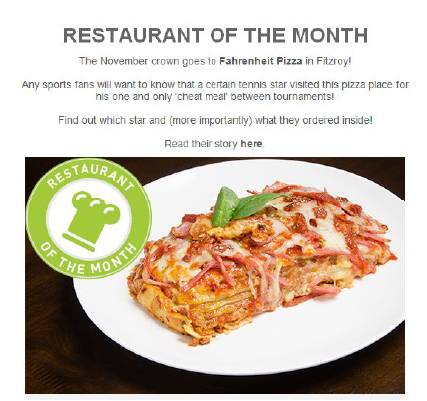 RESTAURANT OF THE MONTH
The November crown goes to Fahrenheit Pizza in Fitzroy!
Any sports fans will want to know that a certain tennis star visited this pizza place for
his one and only 'cheat meal' between tournaments!
Find out which star and (more importantly) what they ordered inside!
Read their story here.
RESTAURANT
OF THE MONTH